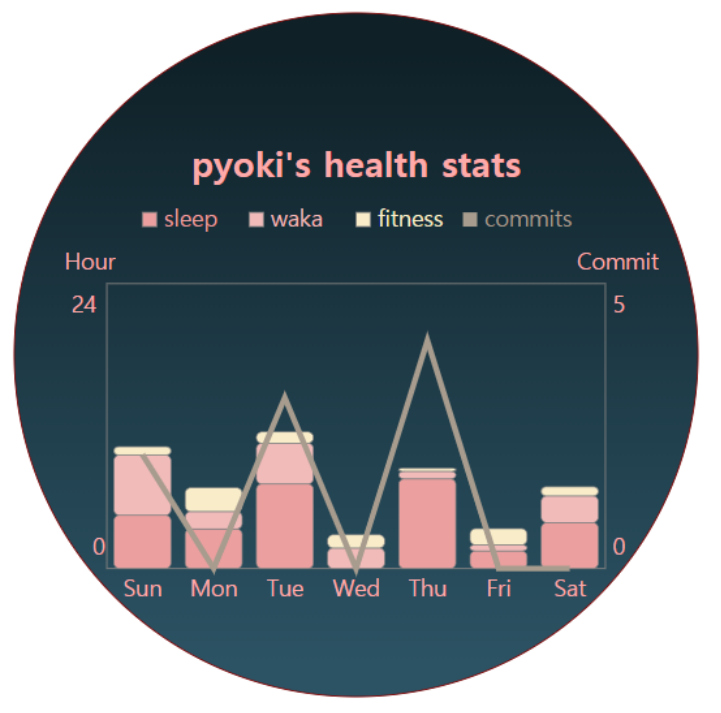 pyoki's health stats
sleep waka fitness commits
Hour Commit
24 5
0 0
Sun Mon Tue Wed Thu Fri Sat